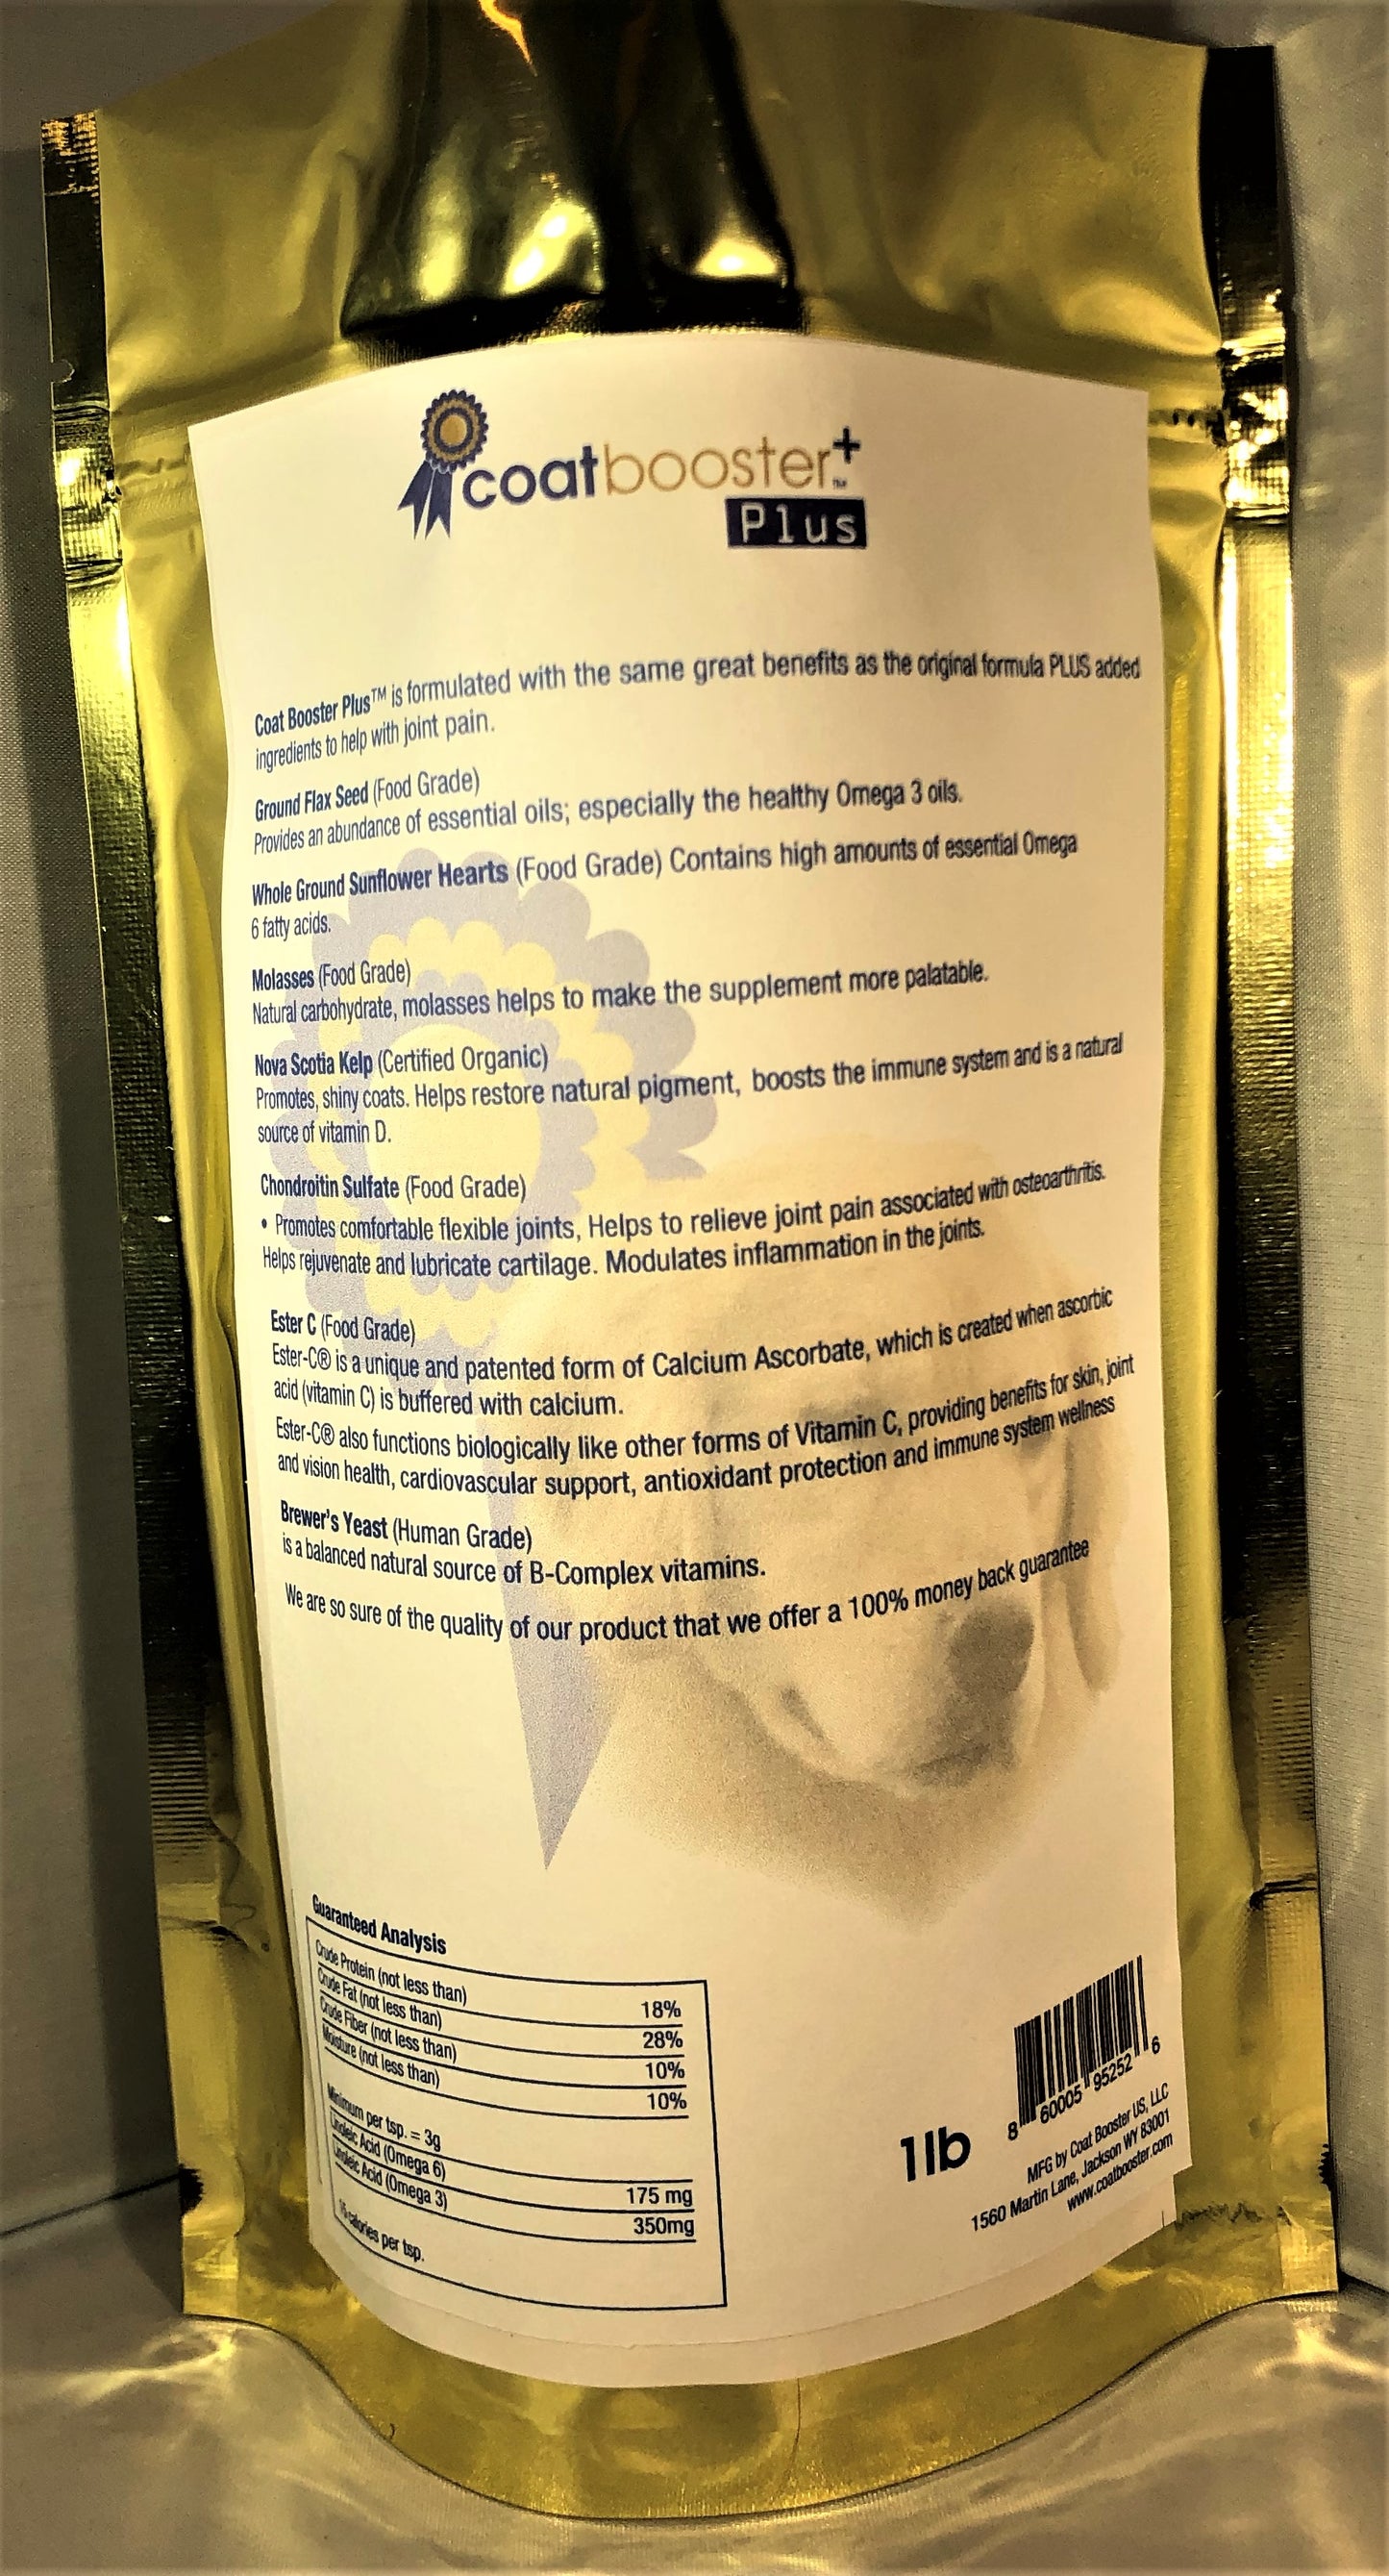 coatbooster+™
Plus
Coat Booster Plus™ is formulated with the same great benefits as the original formula PLUS added
ingredients to help with joint pain.
Ground Flax Seed (Food Grade)
Provides an abundance of essential oils; especially the healthy Omega 3 oils.
Whole Ground Sunflower Hearts (Food Grade) Contains high amounts of essential Omega
6 fatty acids.
Molasses (Food Grade)
Natural carbohydrate, molasses helps to make the supplement more palatable.
Nova Scotia Kelp (Certified Organic)
Promotes, shiny coats. Helps restore natural pigment, boosts the immune system and is a natural
source of vitamin D.
Chondroitin Sulfate (Food Grade)
• Promotes comfortable flexible joints, Helps to relieve joint pain associated with osteoarthritis.
Helps rejuvenate and lubricate cartilage. Modulates inflammation in the joints.
Ester C (Food Grade)
Ester-C® is a unique and patented form of Calcium Ascorbate, which is created when ascorbic
acid (vitamin C) is buffered with calcium.
Ester-C® also functions biologically like other forms of Vitamin C, providing benefits for skin, joint
and vision health, cardiovascular support, antioxidant protection and immune system wellness
Brewer's Yeast (Human Grade)
is a balanced natural source of B-Complex vitamins.
We are so sure of the quality of our product that we offer a 100% money back guarantee
Guaranteed Analysis
Crude Protein (not less than) 18%
Crude Fat (not less than) 28%
Crude Fiber (not less than) 10%
Moisture (not less than) 10%
Minimum per tsp. = 3g
Linoleic Acid (Omega 6) 175 mg
Linoleic Acid (Omega 3) 350mg
calories per tsp.
1lb
8 60005 95252 6
MFG by Coat Booster US, LLC
1560 Martin Lane, Jackson WY 83001
www.coatbooster.com